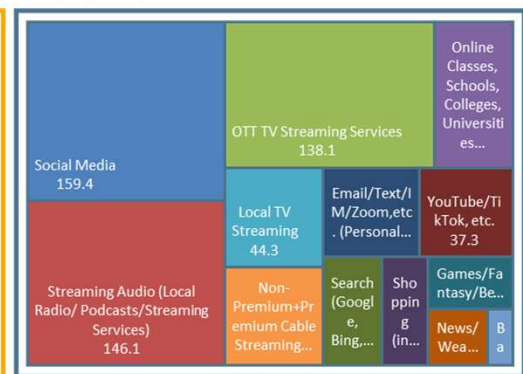 Social Media
159.4
Streaming Audio (Local
Radio/ Podcasts/Streaming
Services)
146.1
OTT TV Streaming Services
138.1
Online
Classes,
Schools,
Colleges,
Universiti
es...
Local TV
Streaming
44.3
Non-
Premium+Pr
emium Cable
Streaming...
Email/Text/I
M/Zoom,etc
. (Personal...
YouTube/Ti
kTok, etc.
37.3
Search
(Googl
e,
Bing,...
Sho
ppin
g
(in...
Games/Fa
ntasy/Be...
News/
Wea...
B
a